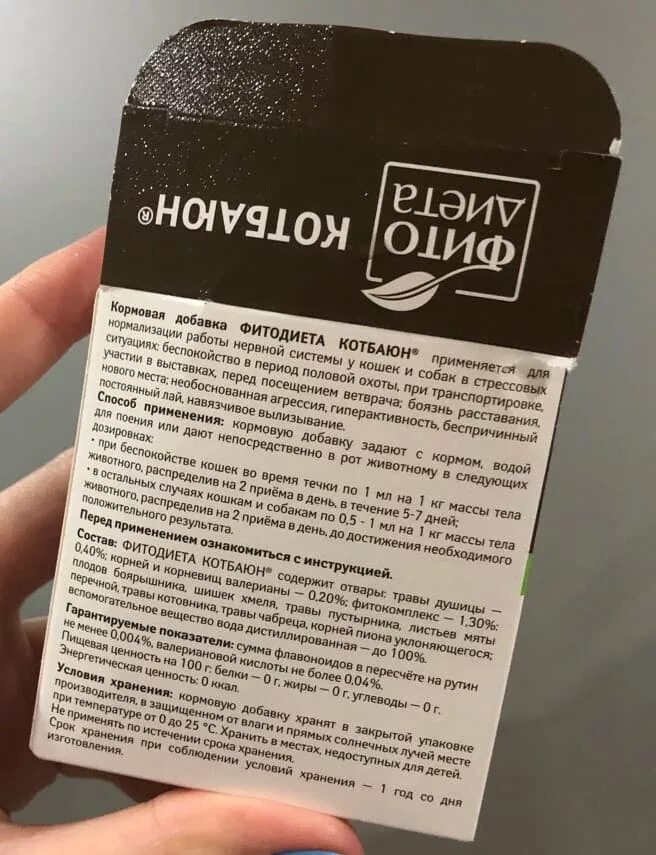 ФИТО
ДИЕТА
КОТБАЮН®
Кормовая добавка ФИТОДИЕТА КОТБАЮН® применяется для
нормализации работы нервной системы у кошек и собак в стрессовых
ситуациях: беспокойство в период половой охоты, при транспортировке,
участии в выставках, перед посещением ветврача; боязнь расставания,
нового места; необоснованная агрессия, гиперактивность, беспричинный
постоянный лай, навязчивое вылизывание.
Способ применения: кормовую добавку задают с кормом, водой
для поения или дают непосредственно в рот животному в следующих
дозировках:
• при беспокойстве кошек во время течки по 1 мл на 1 кг массы тела
животного, распределив на 2 приёма в день, в течение 5-7 дней;
• в остальных случаях кошкам и собакам по 0,5 - 1 мл на 1 кг массы тела
животного, распределив на 2 приёма в день, до достижения необходимого
положительного результата.
Перед применением ознакомиться с инструкцией.
Состав: ФИТОДИЕТА КОТБАЮН® содержит отвары: травы душицы —
0,40%; корней и корневищ валерианы — 0,20%; фитокомплекс — 1,30%:
плодов боярышника, шишек хмеля, травы пустырника, листьев мяты
перечной, травы котовника, травы чабреца, корней пиона уклоняющегося;
вспомогательное вещество вода дистиллированная — до 100%.
Гарантируемые показатели: сумма флавоноидов в пересчёте на рутин
не менее 0,004%, валериановой кислоты не более 0,04%.
Пищевая ценность на 100 г: белки — 0 г, жиры — 0 г, углеводы — 0 г.
Энергетическая ценность: 0 ккал.
Условия хранения: кормовую добавку хранят в закрытой упаковке
производителя, в защищенном от влаги и прямых солнечных лучей месте
при температуре от 0 до 25 °С. Хранить в местах, недоступных для детей.
Не применять по истечении срока хранения.
Срок хранения при соблюдении условий хранения — 1 год со дня
изготовления.